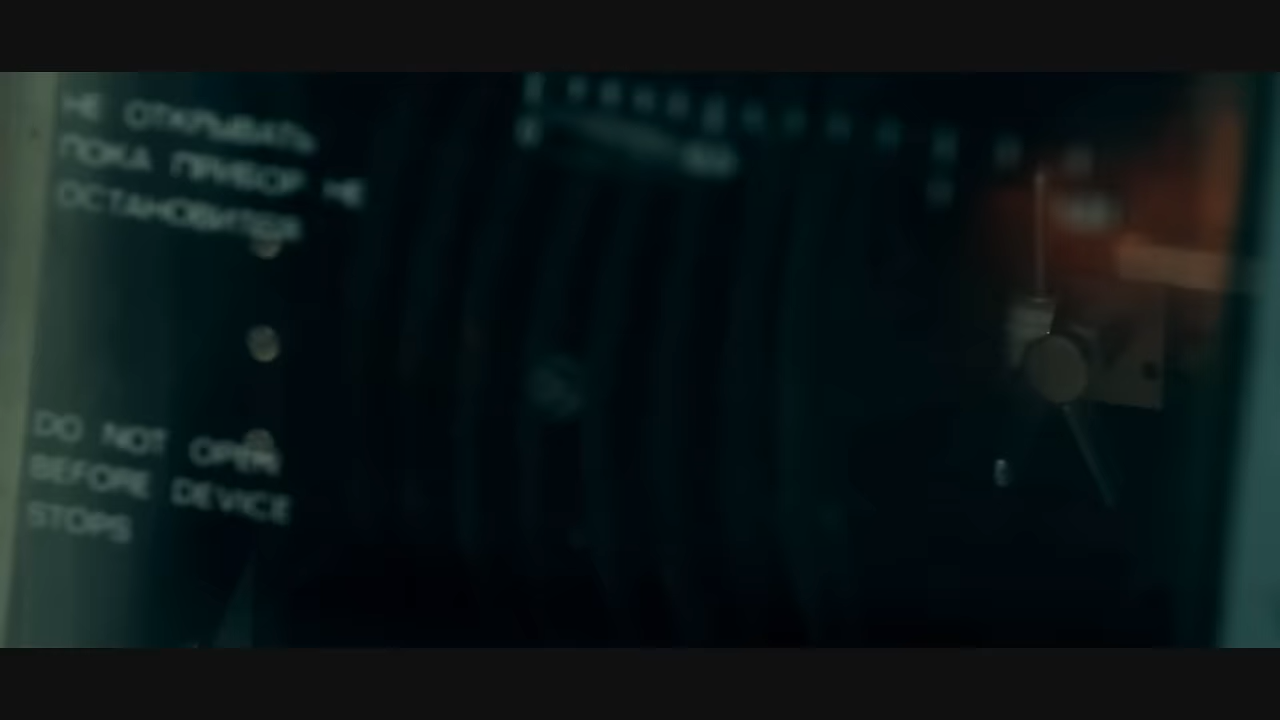 НЕ ОТКРЫВАТЬ
ПОКА ПРИБОР НЕ
ОСТАНОВИТСЯ
DO NOT OPEN
BEFORE DEVICE
STOPS